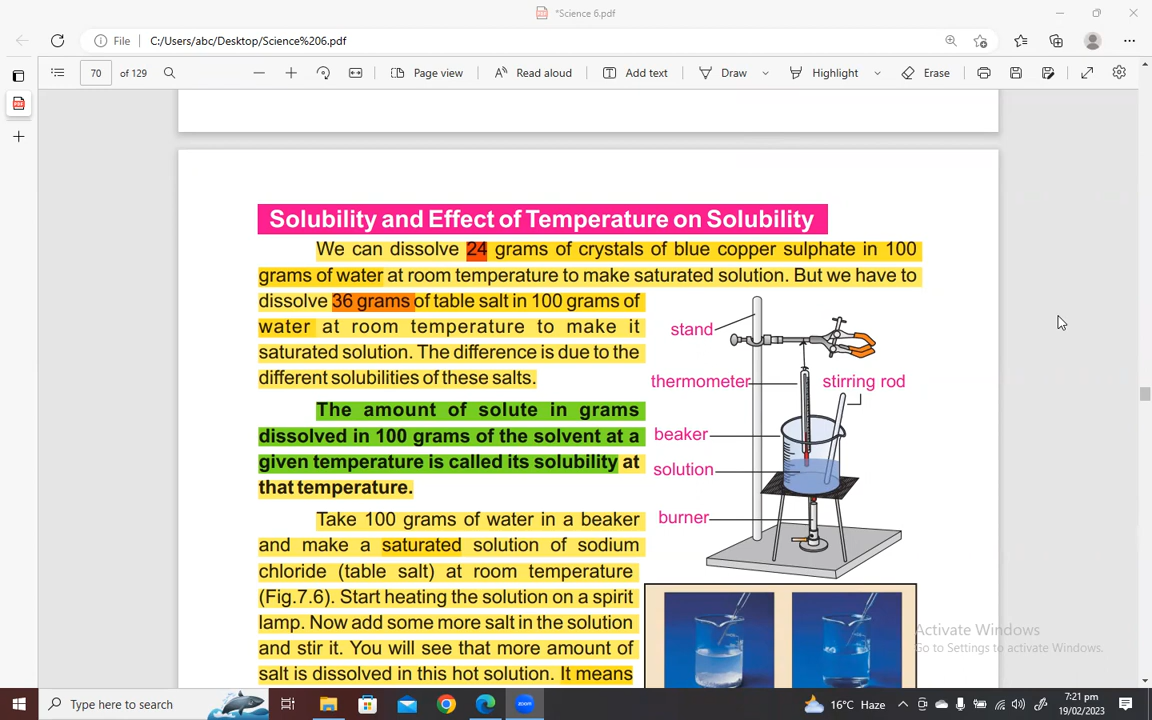 *Science 6.pdf
File
C:/Users/abc/Desktop/Science%206.pdf
70 of 129
Page view
Read aloud
Add text
Draw
Highlight
Erase
Solubility and Effect of Temperature on Solubility
We can dissolve 24 grams of crystals of blue copper sulphate in 100
grams of water at room temperature to make saturated solution. But we have to
dissolve 36 grams of table salt in 100 grams of
water at room temperature to make it
saturated solution. The difference is due to the
different solubilities of these salts.
The amount of solute in grams
dissolved in 100 grams of the solvent at a
given temperature is called its solubility at
that temperature.
Take 100 grams of water in a beaker
and make a saturated solution of sodium
chloride (table salt) at room temperature
(Fig.7.6). Start heating the solution on a spirit
lamp. Now add some more salt in the solution
and stir it. You will see that more amount of
salt is dissolved in this hot solution. It means
stand
thermometer
stirring rod
beaker
solution
burner
Activate Windows
Go to Settings to activate Windows.
Type here to search
zoom
16°C Haze
7:21 pm
19/02/2023